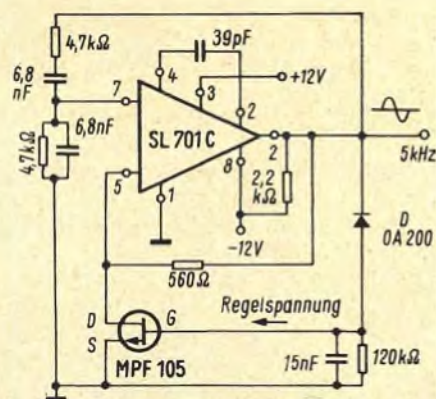 4,7kΩ
39pF
6,8
nF
4
3
+12V
7
2
SL 701 C
2
4,7kΩ
6,8nF
8
2,2
kΩ
5kHz
5
1
-12V
D
OA 200
560Ω
Regelspannung
D
G
S
MPF 105
15nF
120kΩ